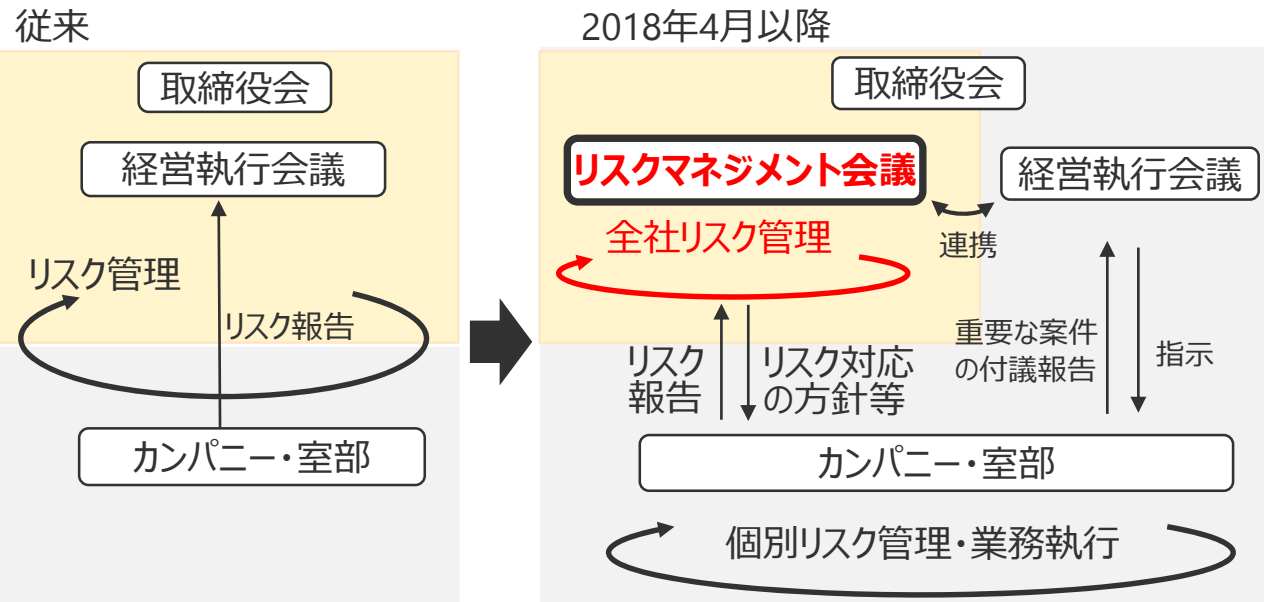 従来
取締役会
経営執行会議
リスク管理
リスク報告
カンパニー・室部
2018年4月以降
取締役会
リスクマネジメント会議
経営執行会議
全社リスク管理
連携
リスク
報告
リスク対応
の方針等
重要な案件
の付議報告
指示
カンパニー・室部
個別リスク管理・業務執行